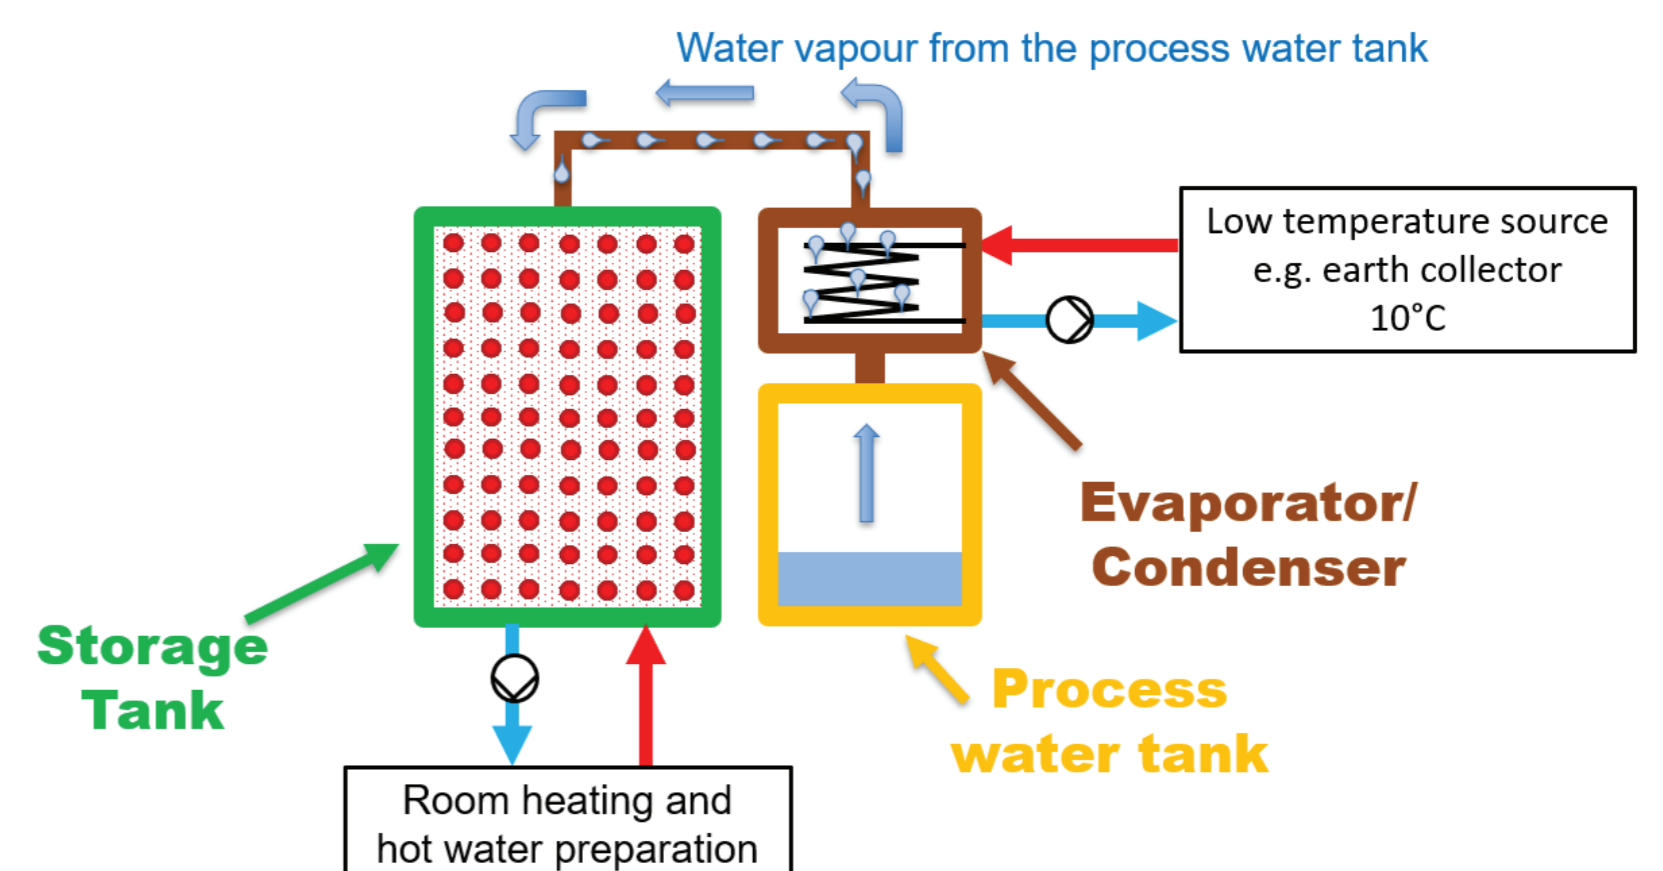 Water vapour from the process water tank
Low temperature source
e.g. earth collector
10°C
Evaporator/
Condenser
Storage
Tank
Process
water tank
Room heating and
hot water preparation